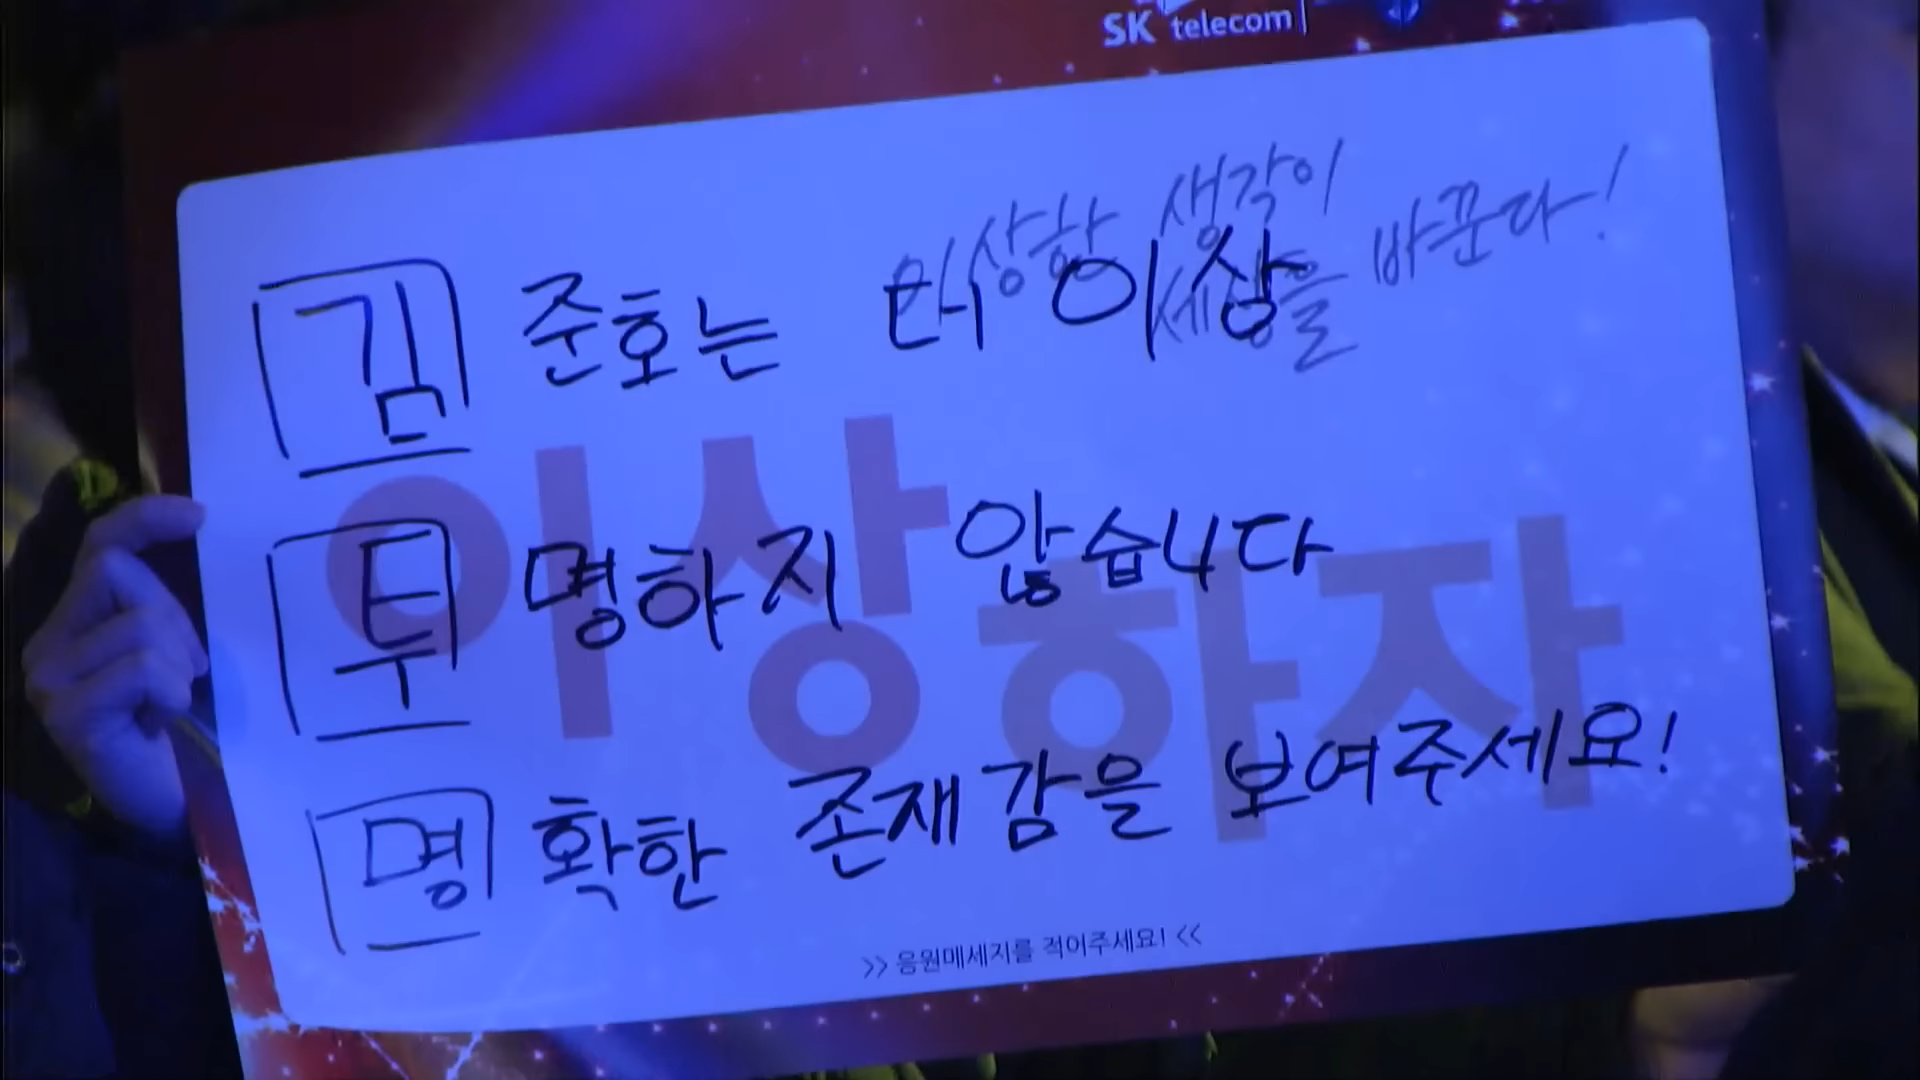 SK telecom
이상한 생각이
세상을 바꾼다!
김 준호는 더 이상
이상하자
투 명하지 않습니다
명 확한 존재감을 보여주세요!
>> 응원메세지를 적어주세요! <<